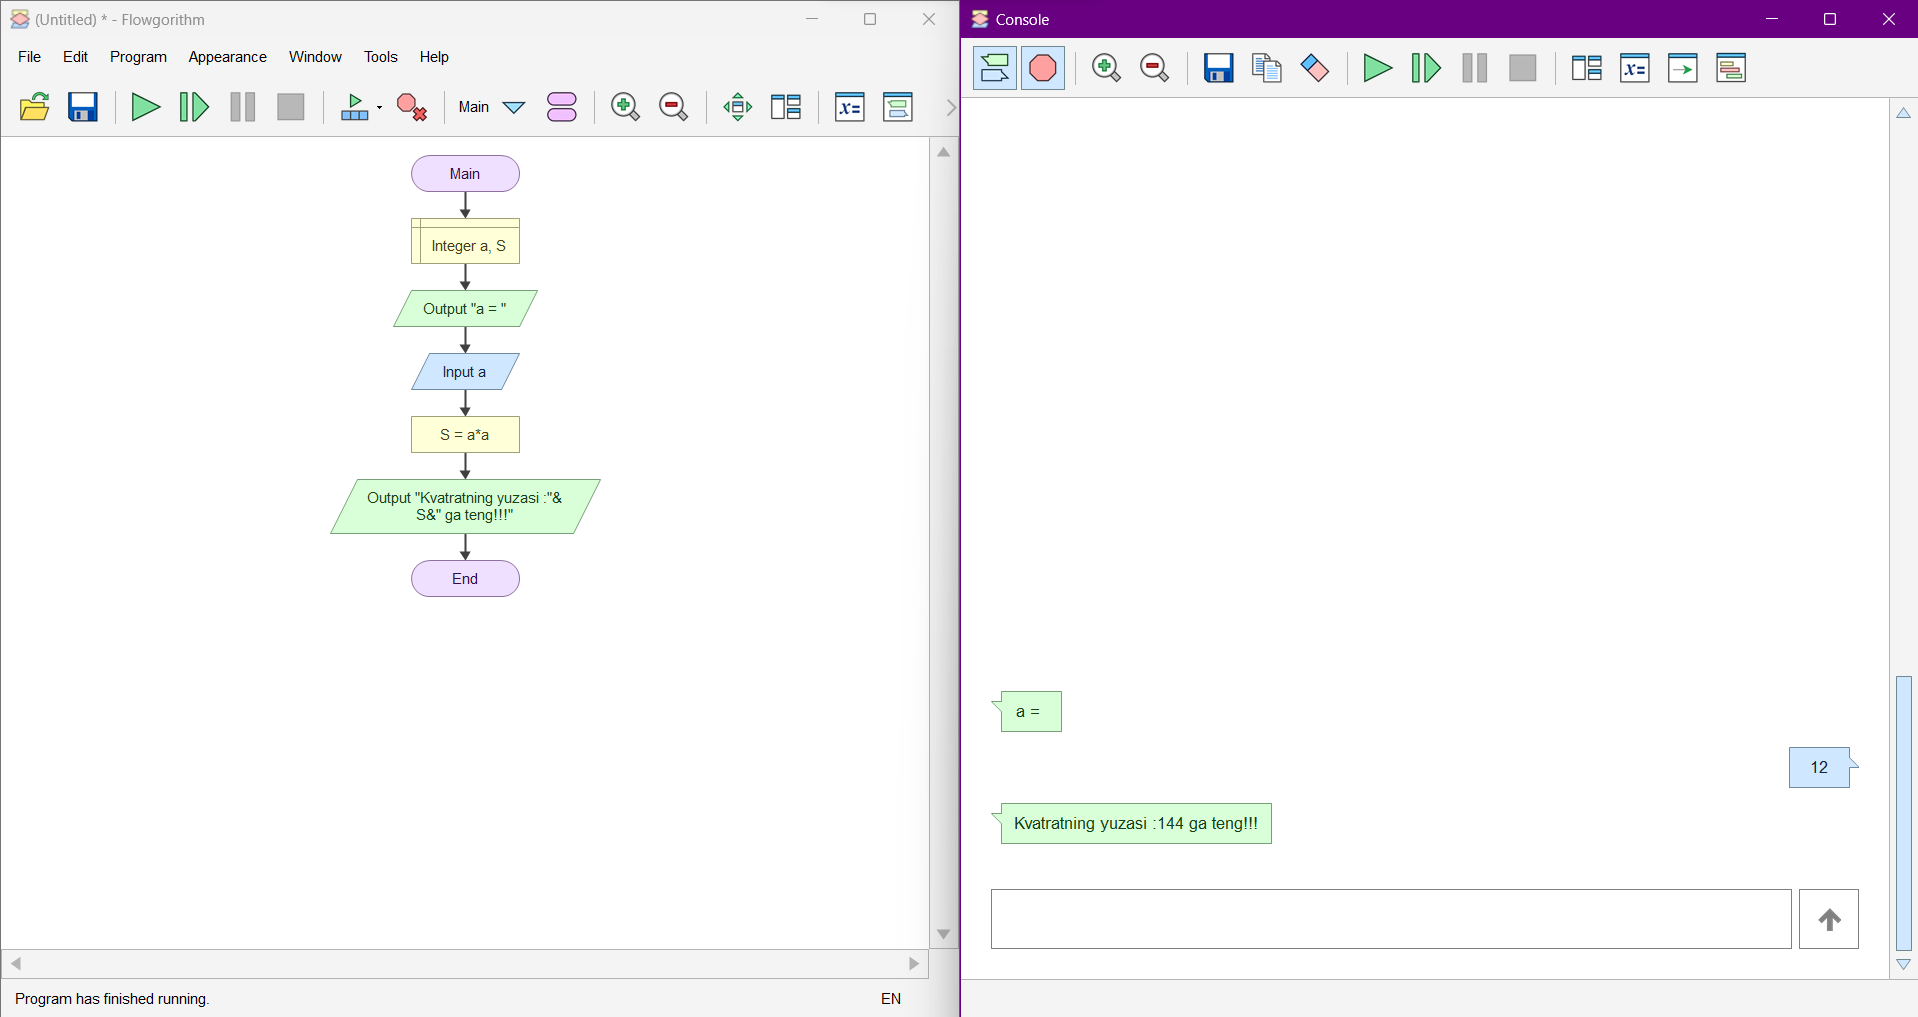 (Untitled) * - Flowgorithm
File Edit Program Appearance Window Tools Help
Main
x=
Main
Integer a, S
Output "a = "
Input a
S = a*a
Output "Kvatratning yuzasi :"&
S&" ga teng!!!"
End
Program has finished running.
EN
Console
x=
a =
12
Kvatratning yuzasi :144 ga teng!!!